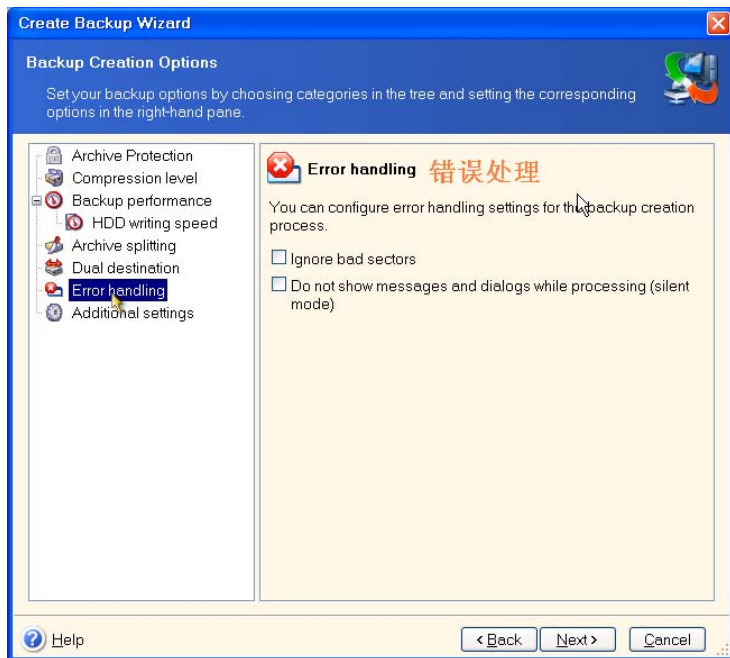 Create Backup Wizard
Backup Creation Options
Set your backup options by choosing categories in the tree and setting the corresponding
options in the right-hand pane.
Archive Protection
Compression level
Backup performance
HDD writing speed
Archive splitting
Dual destination
Error handling
Additional settings
Error handling 错误处理
You can configure error handling settings for the backup creation
process.
Ignore bad sectors
Do not show messages and dialogs while processing (silent
mode)
Help
< Back
Next >
Cancel